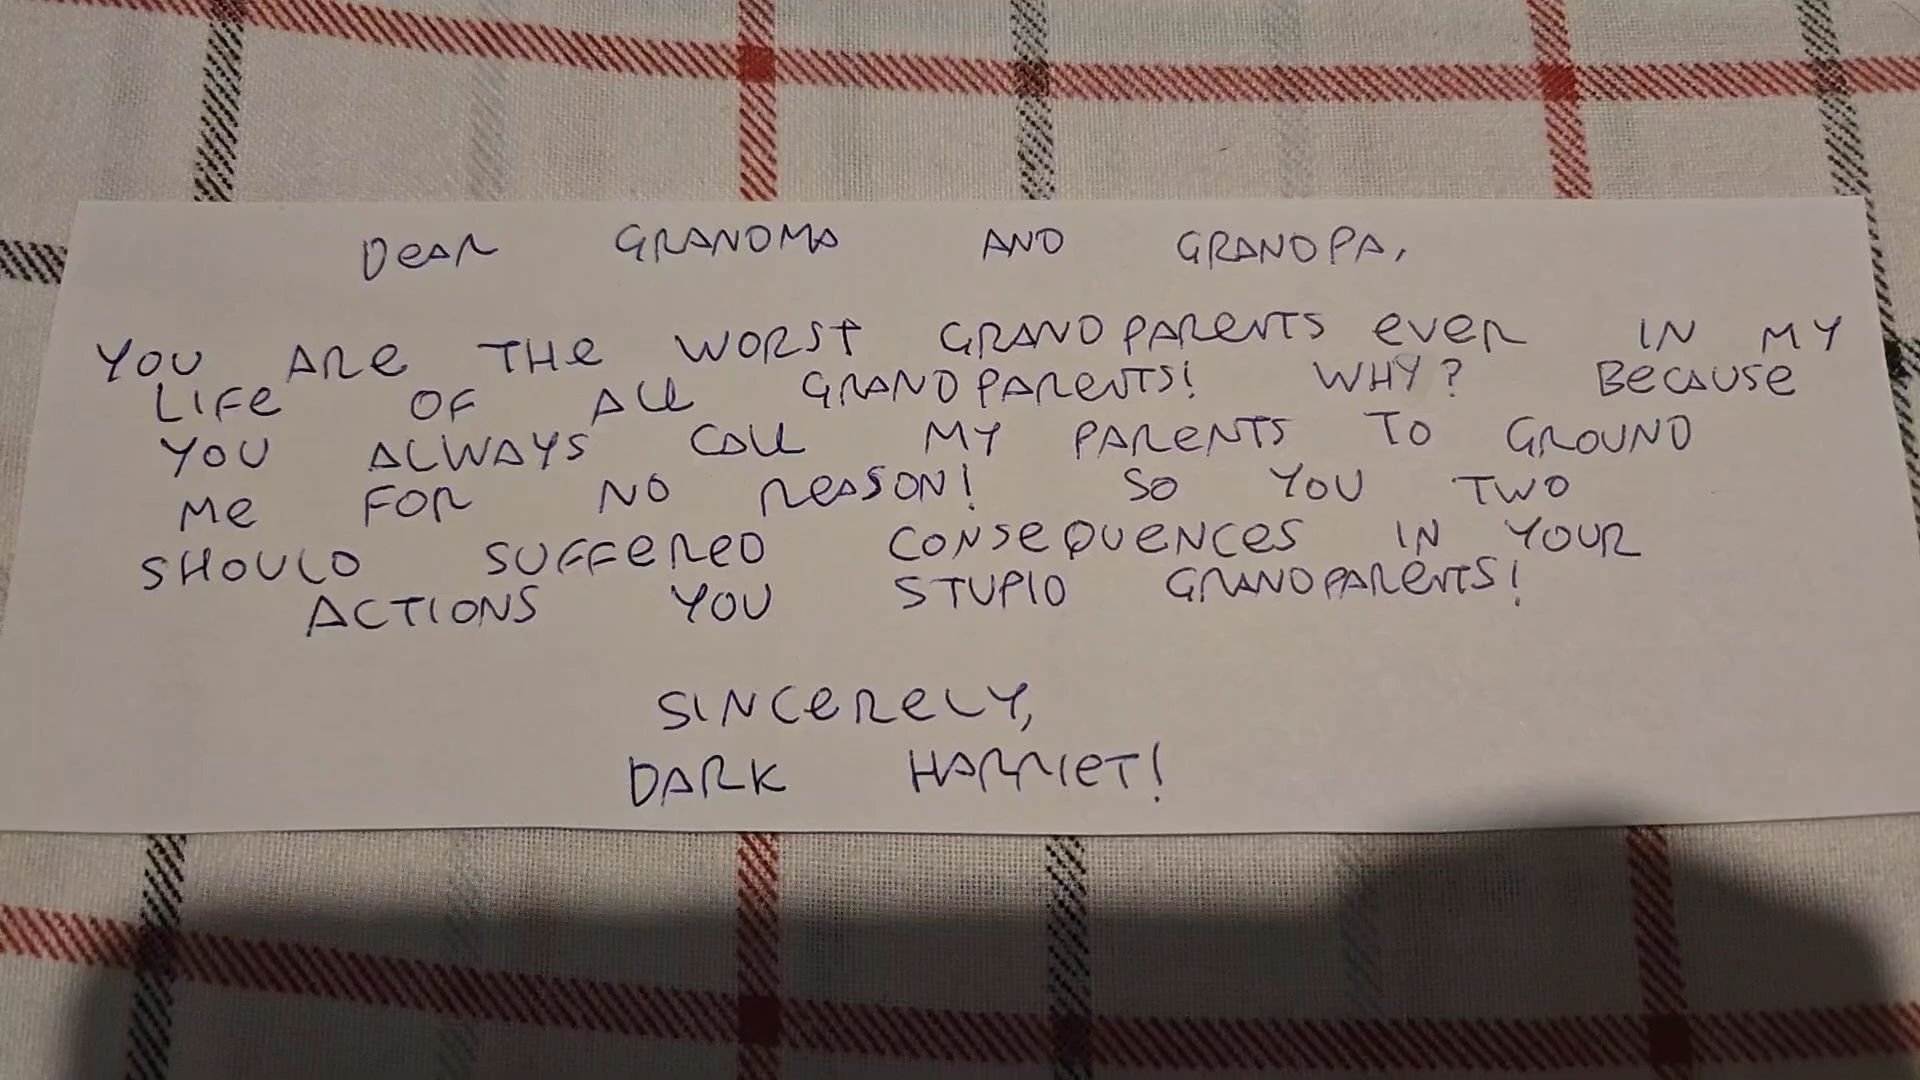 DeAR GRANDMA AND GRANDPA,
YOU ARe THe WORST GRANDPAReNTS eVeR IN MY
LIFe OF ALL GRANDPAReNTS! WHY? BeCAUSe
YOU ALWAYS CALL MY PAReNTS TO GROUND
Me FOR NO ReASON! SO YOU TWO
SHOULD SUFFeReD CONSeQUeNCeS IN YOUR
ACTIONS YOU STUPID GRANDPAReNTS!
SINCeReLY,
DARK HARRIeT!